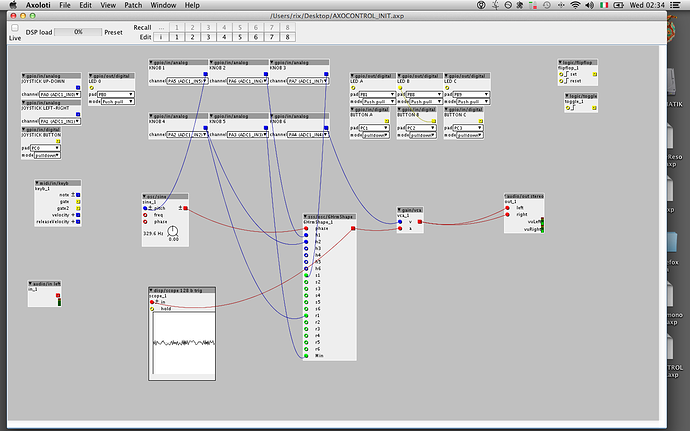 Axoloti File Edit Patch Window Help Wed 02:34
/Users/rix/Desktop/AXOCONTROL_INIT.axp
Live DSP load 0% Preset
Recall ... 1 2 3 4 5 6 7 8
Edit i 1 2 3 4 5 6 7 8
gpio/in/analog
JOYSTICK UP-DOWN
channel PA0 (ADC1_IN0)
gpio/in/analog
JOYSTICK LEFT-RIGHT
channel PA1 (ADC1_IN1)
gpio/in/digital
JOYSTICK BUTTON
pad PC0
mode pulldown
gpio/out/digital
LED 0
pad
mode Push pull
gpio/in/analog
KNOB 1
channel PA5 (ADC1_IN5)
gpio/in/analog
KNOB 2
channel PA6 (ADC1_IN6)
gpio/in/analog
KNOB 3
channel PA7 (ADC1_IN7)
gpio/in/analog
KNOB 4
channel PA2 (ADC1_IN2)
gpio/in/analog
KNOB 5
channel PA3 (ADC1_IN3)
gpio/in/analog
KNOB 6
channel PA4 (ADC1_IN4)
gpio/out/digital
LED A
pad
mode Push pull
gpio/out/digital
LED B
pad
mode Push pull
gpio/out/digital
LED C
pad
mode Push pull
gpio/in/digital
BUTTON A
pad PC1
mode pulldown
gpio/in/digital
BUTTON B
pad PC2
mode pulldown
gpio/in/digital
BUTTON C
pad PC3
mode pulldown
logic/flipflop
flipflop_1
set
reset
logic/toggle
toggle_1
midi/in/keyb
keyb_1
note
gate
gate2
velocity
releaseVelocity
osc/sine
sine_1
pitch
freq
phase
329.6 Hz
0.00
audio/in left
in_1
disp/scope 128 b trig
scope_1
in
hold
6HrmShape_1
phase
h1
h2
h3
h4
h5
h6
s1
s2
s3
s4
s5
s6
r1
r2
r3
r4
r5
r6
Min
gain/vca
vca_1
v
a
audio/out stereo
out_1
left
right
vuLeft
vuRight
ATIK
Reso
axp
xp
mono
axp
TROL
axp